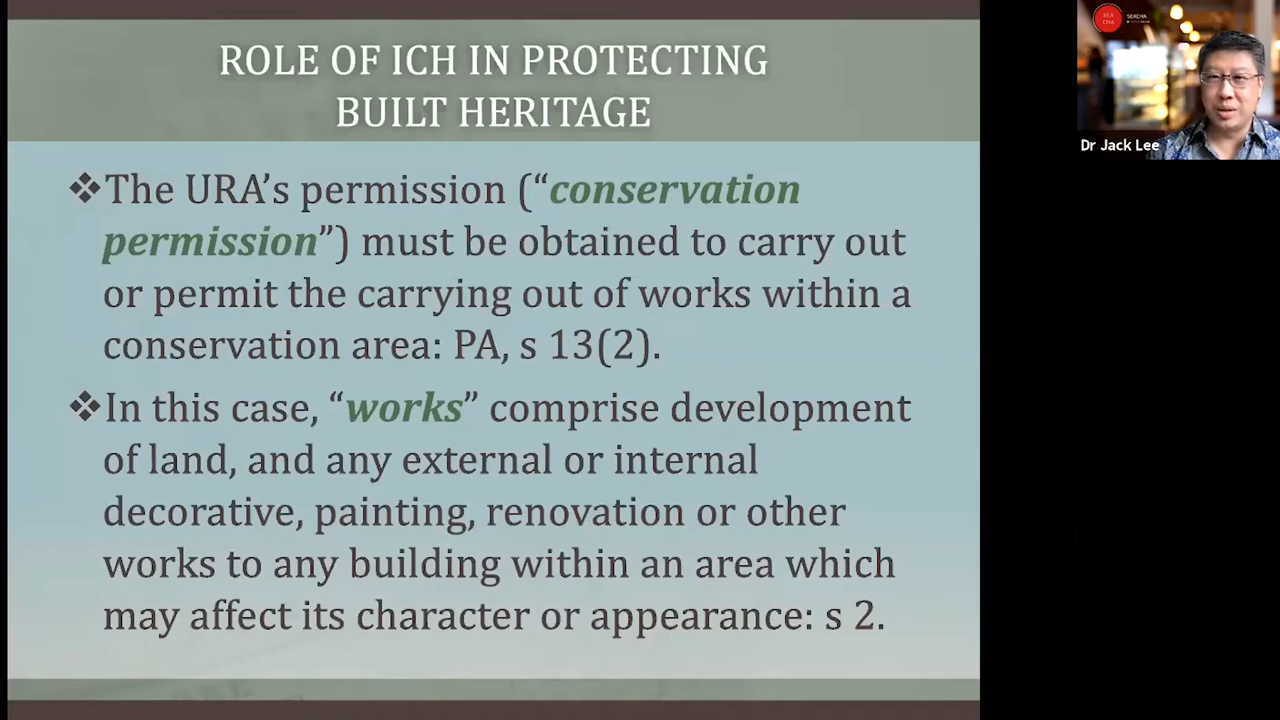 ROLE OF ICH IN PROTECTING
BUILT HERITAGE
❖The URA’s permission (“conservation
permission”) must be obtained to carry out
or permit the carrying out of works within a
conservation area: PA, s 13(2).
❖In this case, “works” comprise development
of land, and any external or internal
decorative, painting, renovation or other
works to any building within an area which
may affect its character or appearance: s 2.
SEA
CHA
SEACHA
Dr Jack Lee